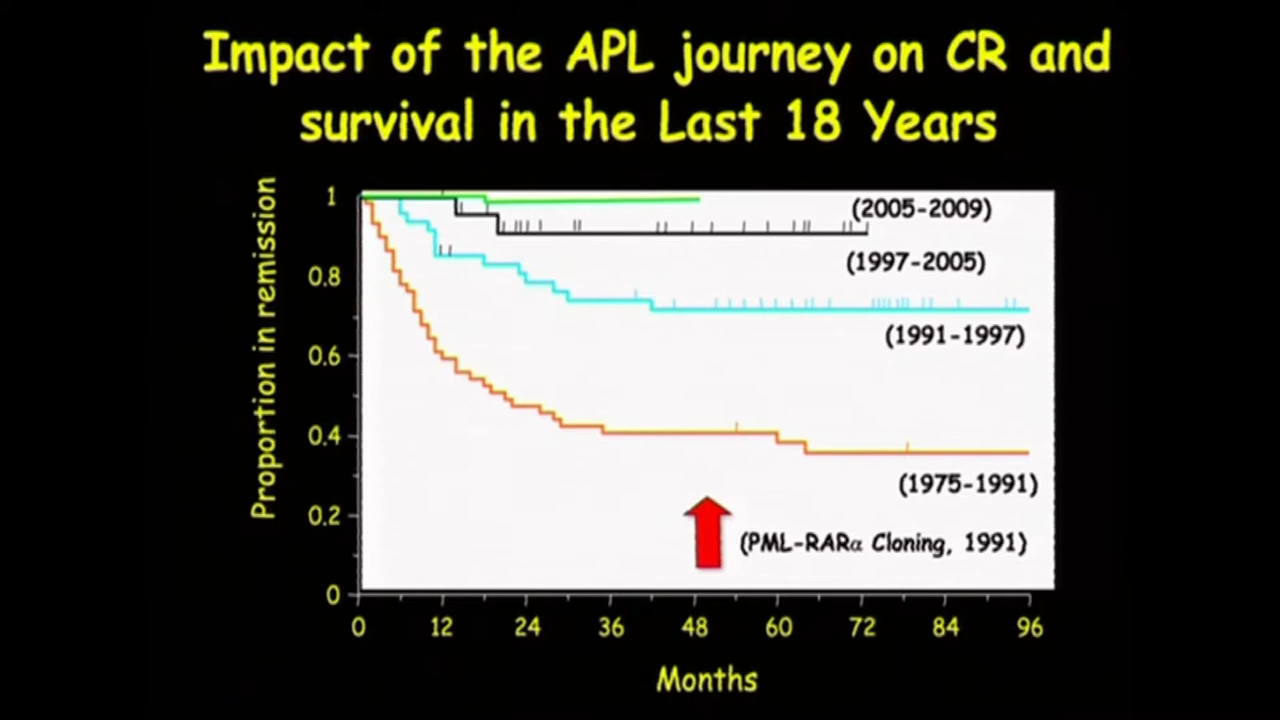 Impact of the APL journey on CR and
survival in the Last 18 Years
Proportion in remission
1
0.8
0.6
0.4
0.2
0
(2005-2009)
(1997-2005)
(1991-1997)
(1975-1991)
(PML-RARα Cloning, 1991)
0 12 24 36 48 60 72 84 96
Months